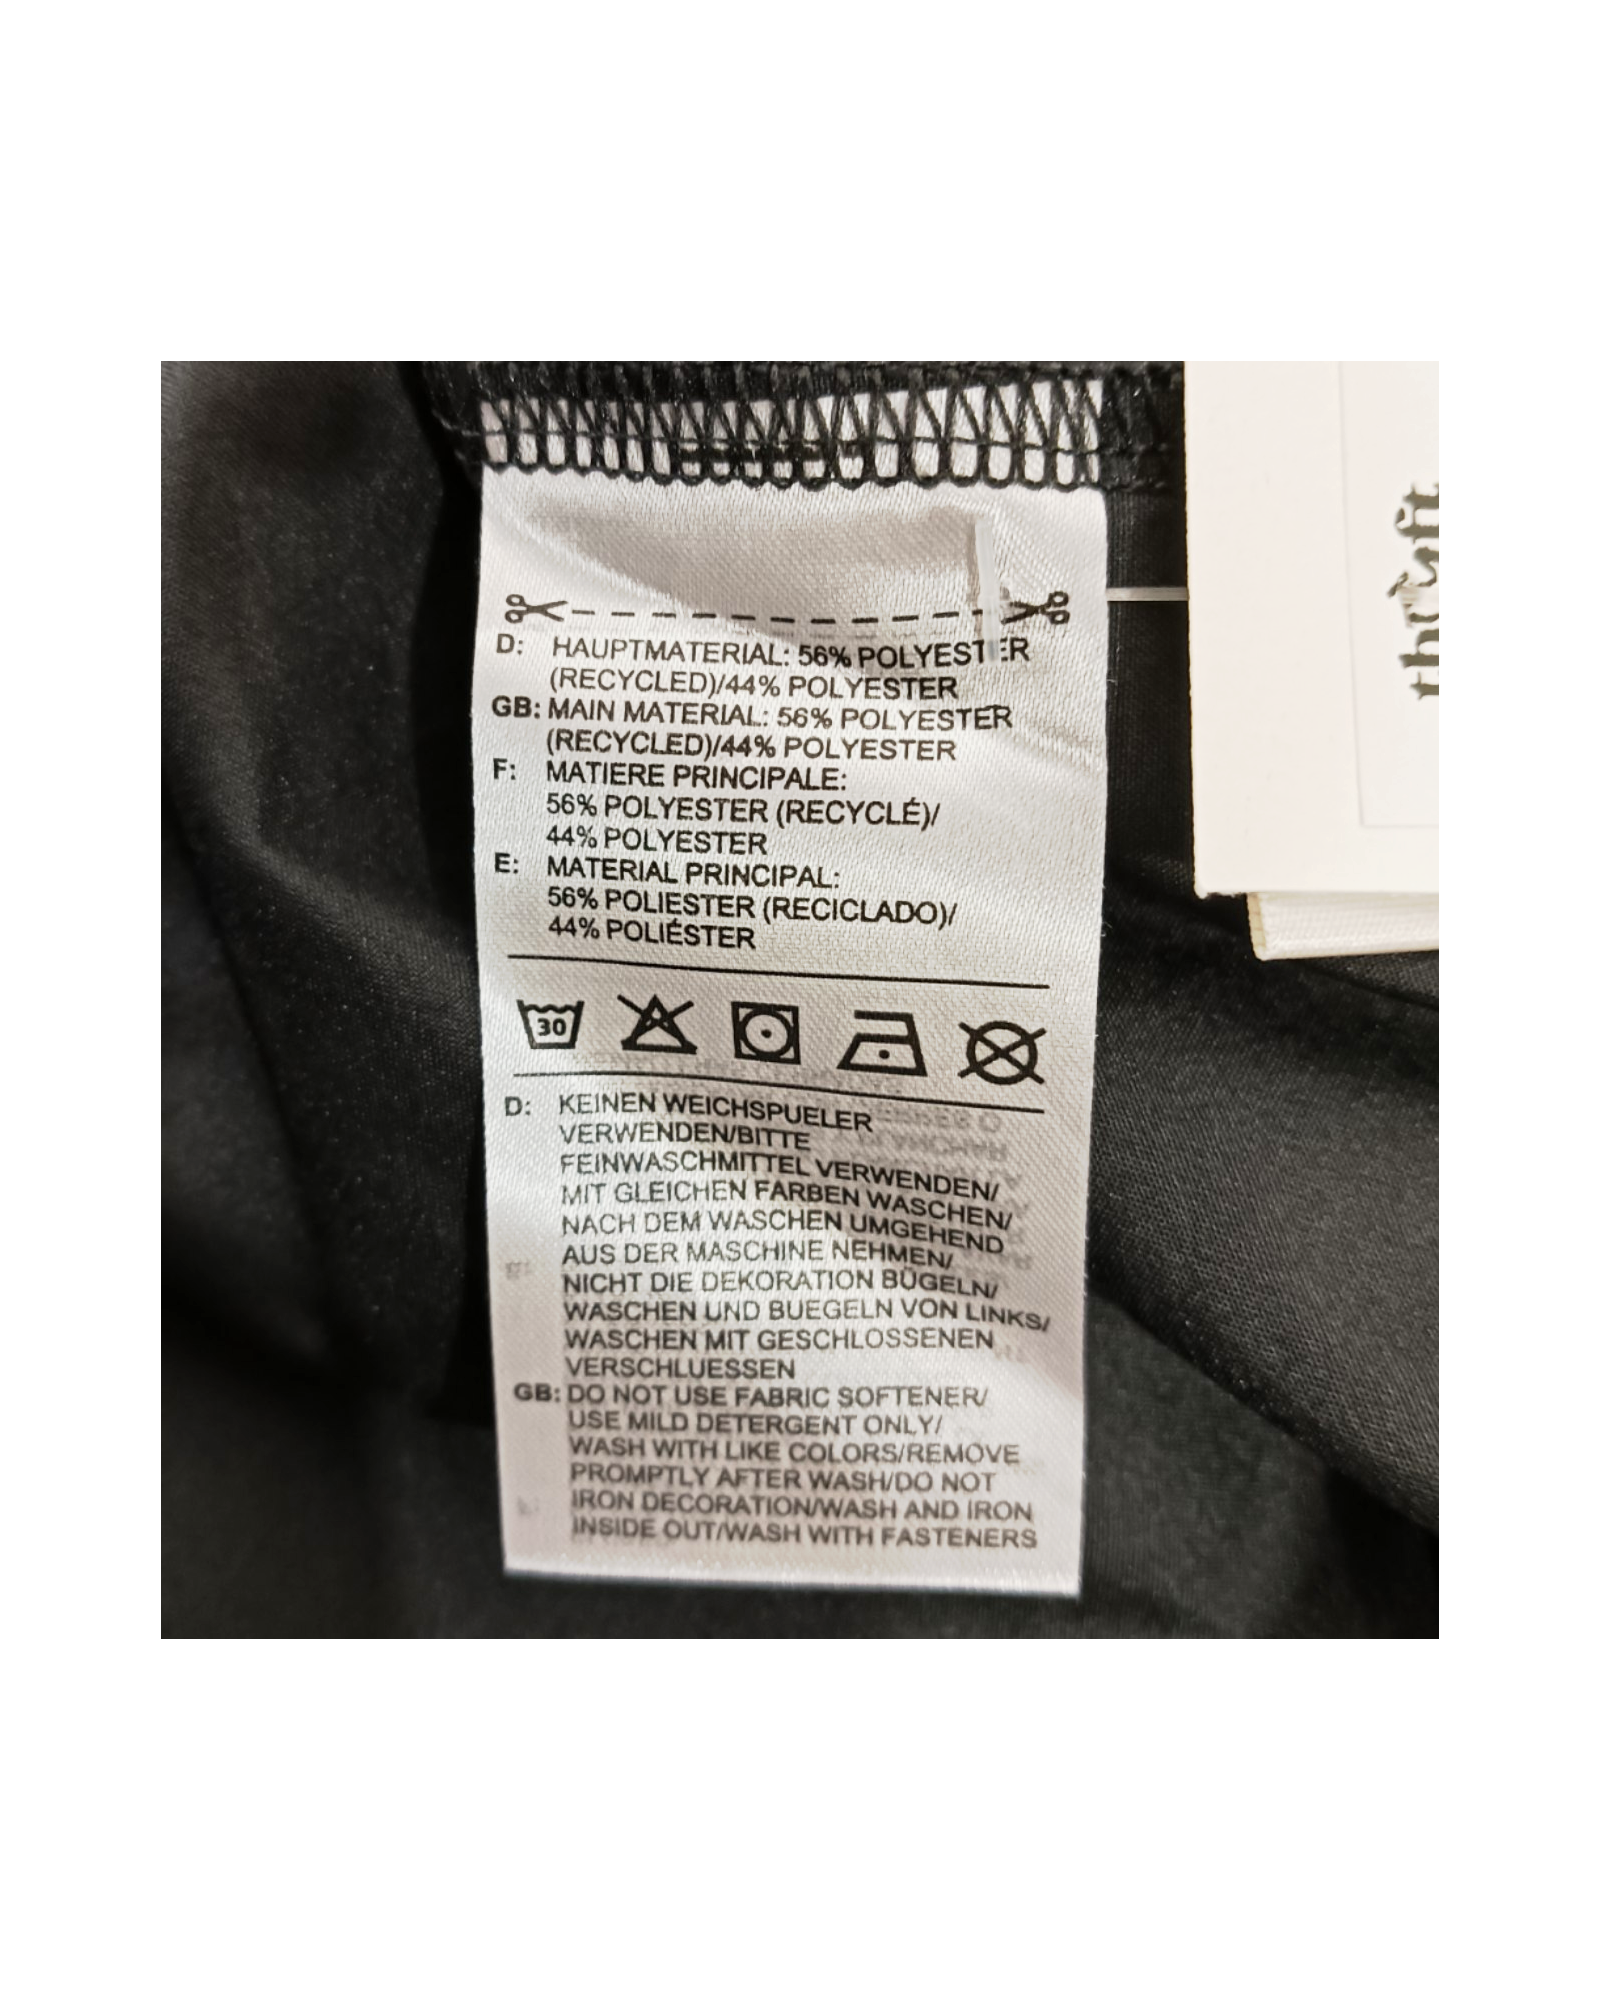 D: HAUPTMATERIAL: 56% POLYESTER
(RECYCLED)/44% POLYESTER
GB: MAIN MATERIAL: 56% POLYESTER
(RECYCLED)/44% POLYESTER
F: MATIERE PRINCIPALE:
56% POLYESTER (RECYCLÉ)/
44% POLYESTER
E: MATERIAL PRINCIPAL:
56% POLIESTER (RECICLADO)/
44% POLIÉSTER
30
D: KEINEN WEICHSPUELER
VERWENDEN/BITTE
FEINWASCHMITTEL VERWENDEN/
MIT GLEICHEN FARBEN WASCHEN/
NACH DEM WASCHEN UMGEHEND
AUS DER MASCHINE NEHMEN/
NICHT DIE DEKORATION BÜGELN/
WASCHEN UND BUEGELN VON LINKS/
WASCHEN MIT GESCHLOSSENEN
VERSCHLUESSEN
GB: DO NOT USE FABRIC SOFTENER/
USE MILD DETERGENT ONLY/
WASH WITH LIKE COLORS/REMOVE
PROMPTLY AFTER WASH/DO NOT
IRON DECORATION/WASH AND IRON
INSIDE OUT/WASH WITH FASTENERS